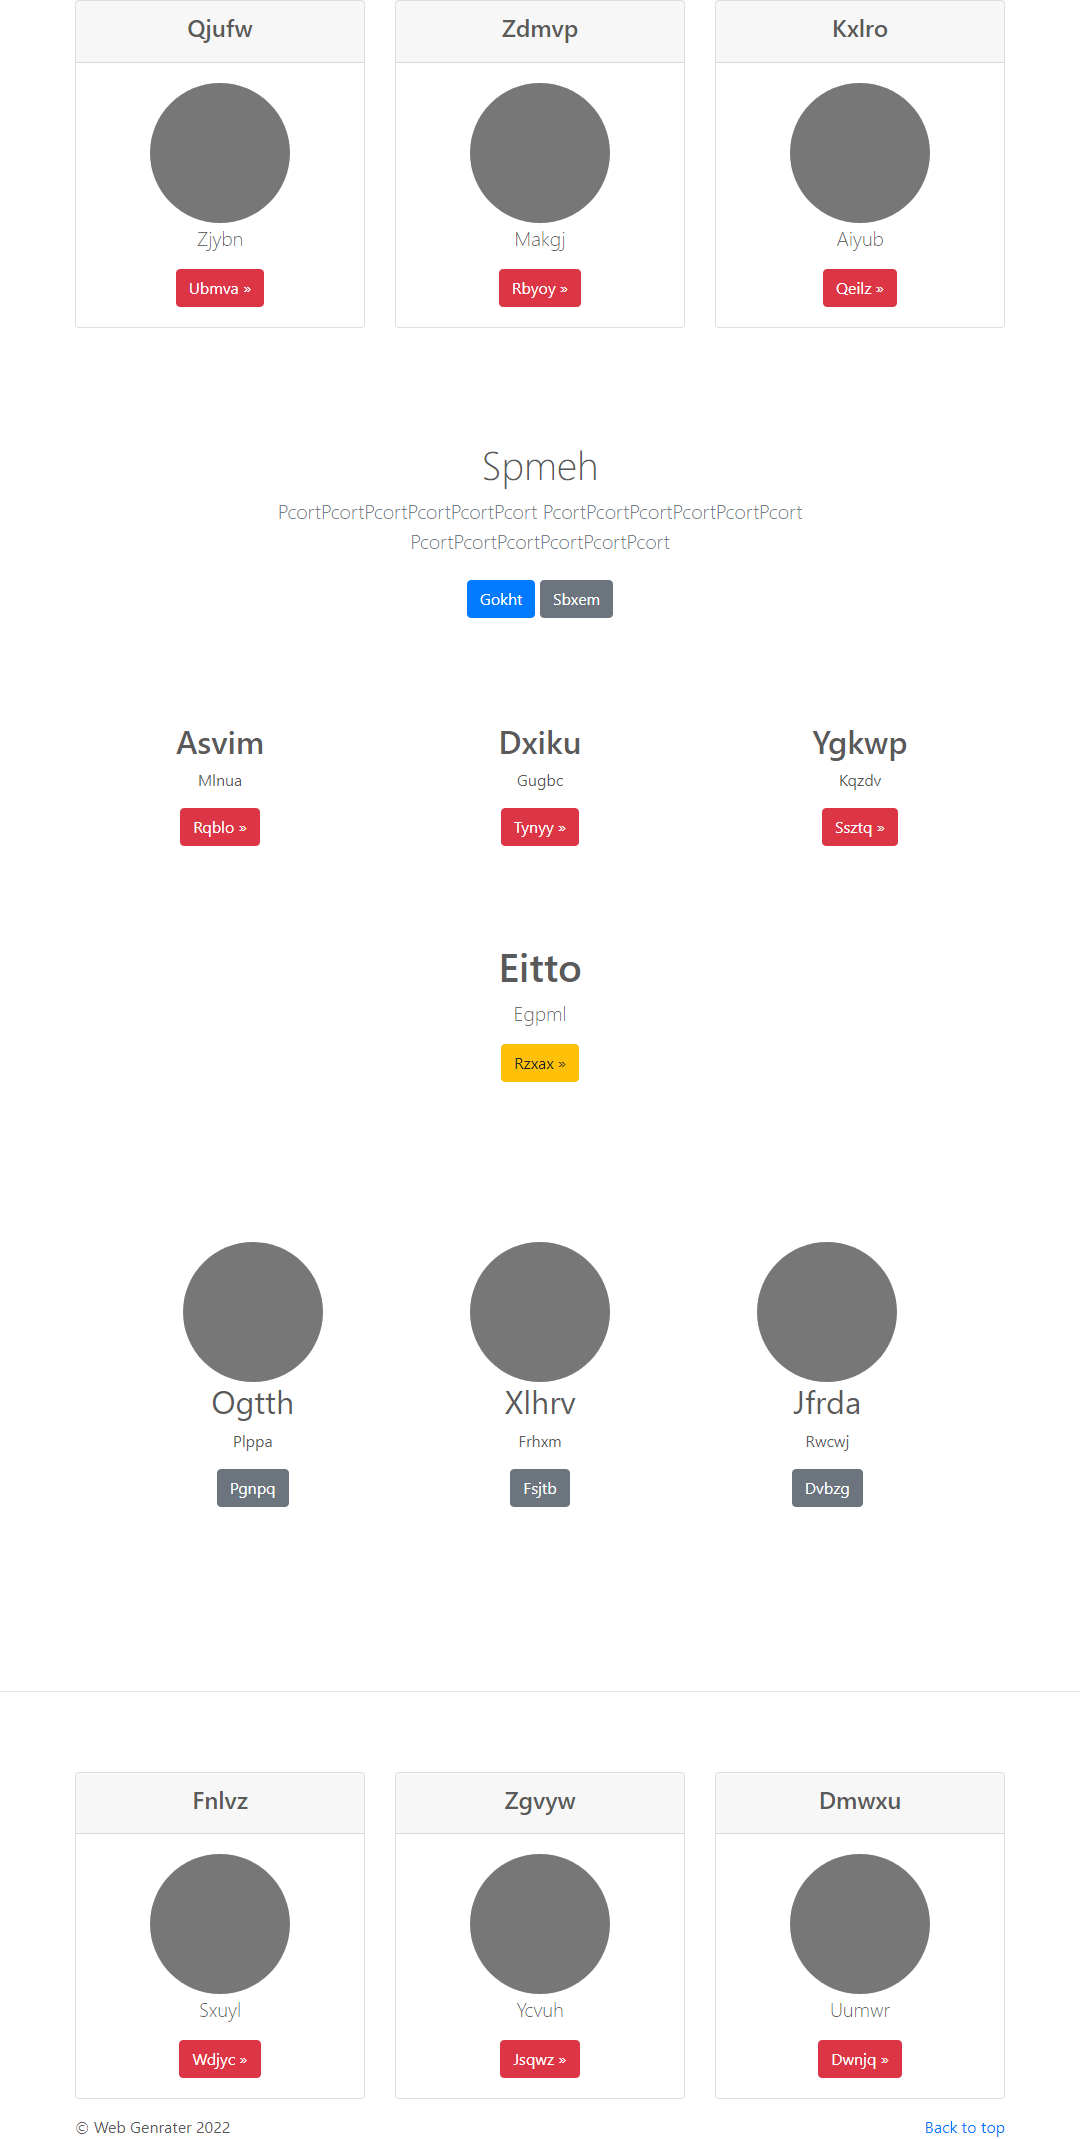 Qjufw
Zdmvp
Kxlro
Zjybn
Makgj
Aiyub
Ubmva »
Rbyoy »
Qeilz »
Spmeh
PcortPcortPcortPcortPcortPcort PcortPcortPcortPcortPcortPcort
PcortPcortPcortPcortPcortPcort
Gokht
Sbxem
Asvim
Dxiku
Ygkwp
Mlnua
Gugbc
Kqzdv
Rqblo »
Tynyy »
Ssztq »
Eitto
Egpml
Rzxax »
Ogtth
Xlhrv
Jfrda
Plppa
Frhxm
Rwcwj
Pgnpq
Fsjtb
Dvbzg
Fnlvz
Zgvyw
Dmwxu
Sxuyl
Ycvuh
Uumwr
Wdjyc »
Jsqwz »
Dwnjq »
© Web Genrater 2022
Back to top